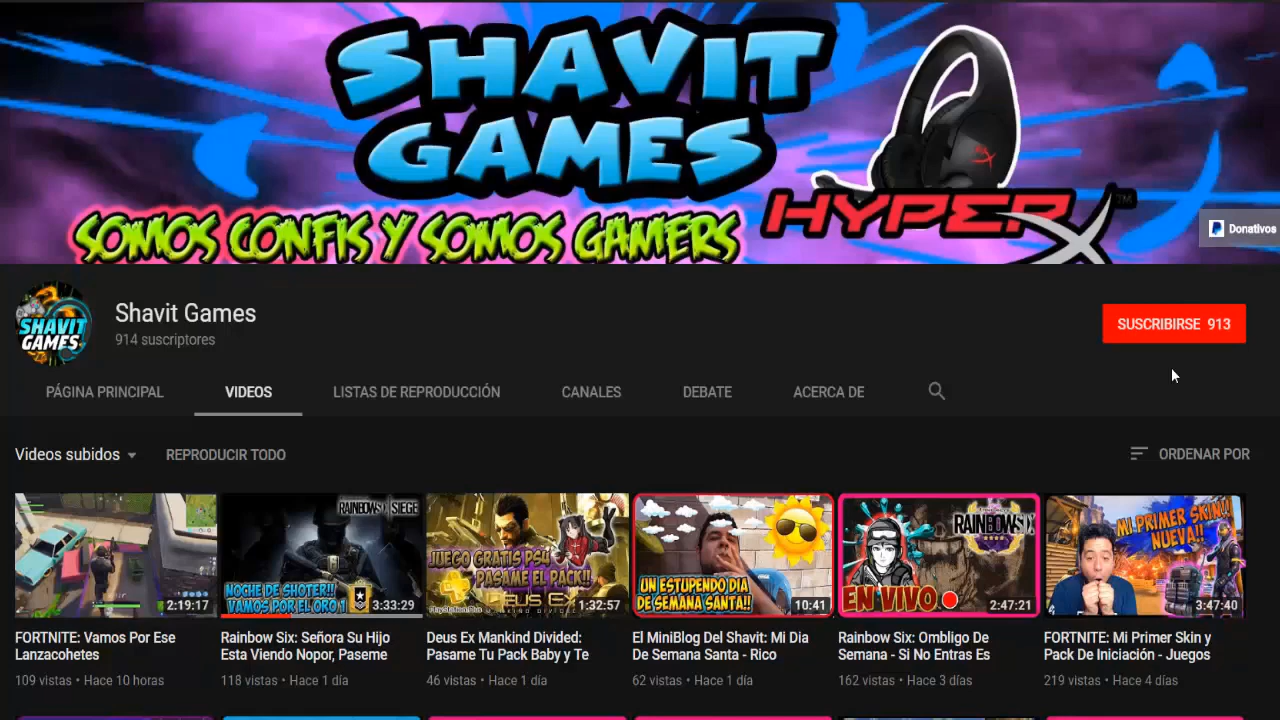 SHAVIT
GAMES
SOMOS CONFIS Y SOMOS GAMERS
HYPERX
TM
Donativos
SHAVIT
GAMES
Shavit Games
914 suscriptores
SUSCRIBIRSE 913
PÁGINA PRINCIPAL
VIDEOS
LISTAS DE REPRODUCCIÓN
CANALES
DEBATE
ACERCA DE
Videos subidos
REPRODUCIR TODO
ORDENAR POR
2:19:17
FORTNITE: Vamos Por Ese
Lanzacohetes
109 vistas • Hace 10 horas
RAINBOW SIX SIEGE
NOCHE DE SHOTER!!
VAMOS POR EL ORO 1
3:33:29
Rainbow Six: Señora Su Hijo
Esta Viendo Nopor, Paseme
118 vistas • Hace 1 día
JUEGO GRATIS PS4
PASAME EL PACK!!
DEUS EX
1:32:57
Deus Ex Mankind Divided:
Pasame Tu Pack Baby y Te
46 vistas • Hace 1 día
UN ESTUPENDO DIA
DE SEMANA SANTA!!
10:41
El MiniBlog Del Shavit: Mi Dia
De Semana Santa - Rico
62 vistas • Hace 1 día
RAINBOWSIX
EN VIVO
2:47:21
Rainbow Six: Ombligo De
Semana - Si No Entras Es
162 vistas • Hace 3 días
MI PRIMER SKIN!!
NUEVA!!
3:47:40
FORTNITE: Mi Primer Skin y
Pack De Iniciación - Juegos
219 vistas • Hace 4 días